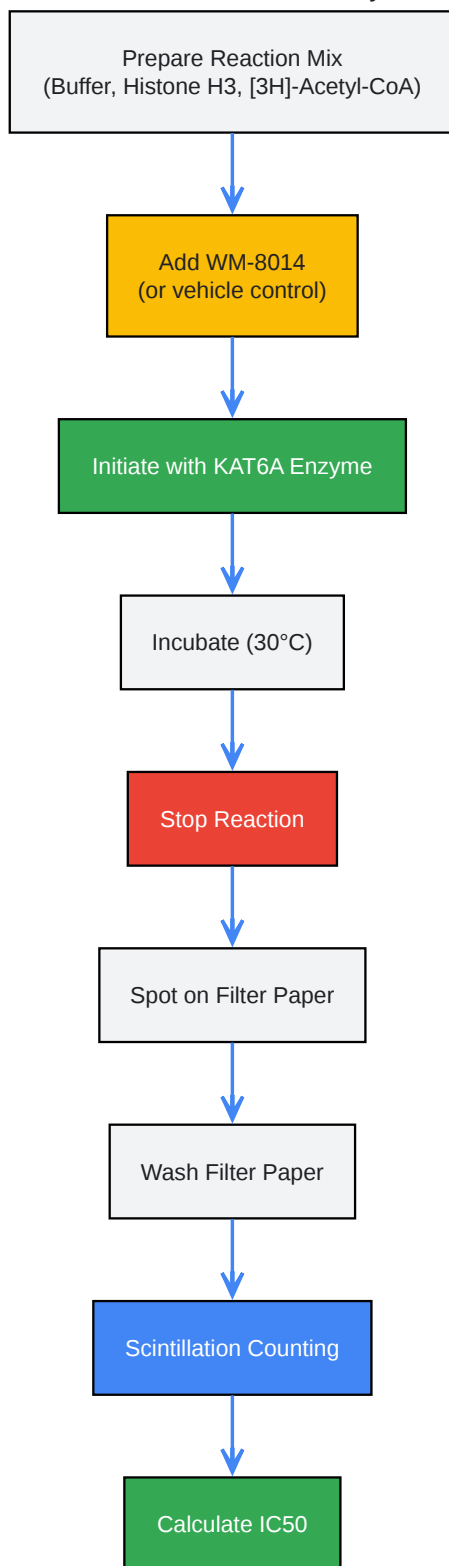 Prepare Reaction Mix
(Buffer, Histone H3, [3H]-Acetyl-CoA)
Add WM-8014
(or vehicle control)
Initiate with KAT6A Enzyme
Incubate (30°C)
Stop Reaction
Spot on Filter Paper
Wash Filter Paper
Scintillation Counting
Calculate IC50